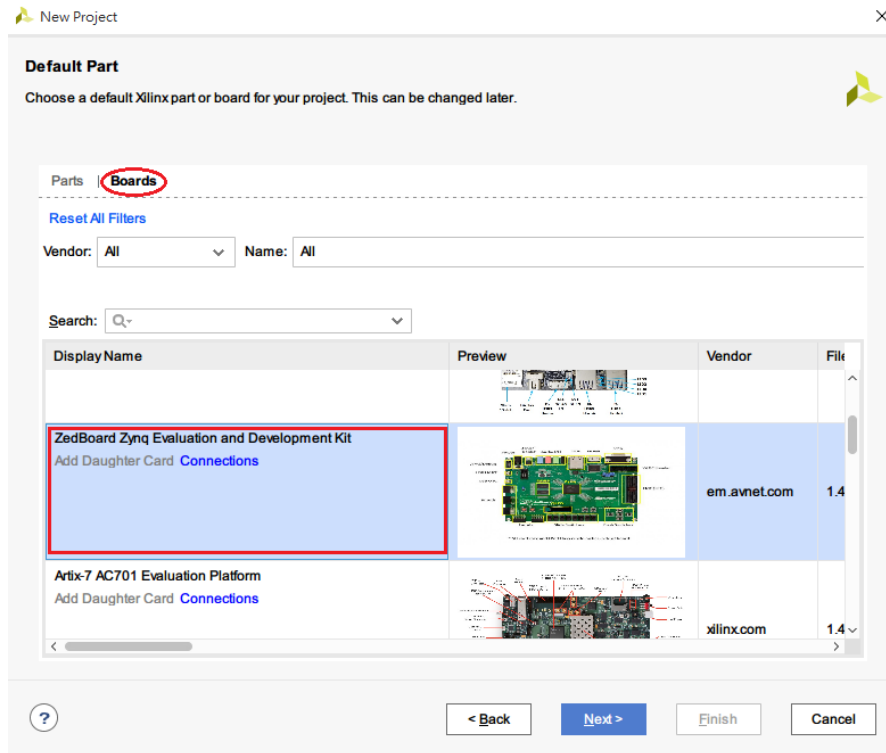 New Project
Default Part
Choose a default Xilinx part or board for your project. This can be changed later.
Parts | Boards
Reset All Filters
Vendor: All Name: All
Search:
Display Name Preview Vendor File
ZedBoard Zynq Evaluation and Development Kit
Add Daughter Card Connections
em.avnet.com 1.4
Artix-7 AC701 Evaluation Platform
Add Daughter Card Connections
xilinx.com 1.4
? < Back Next > Finish Cancel